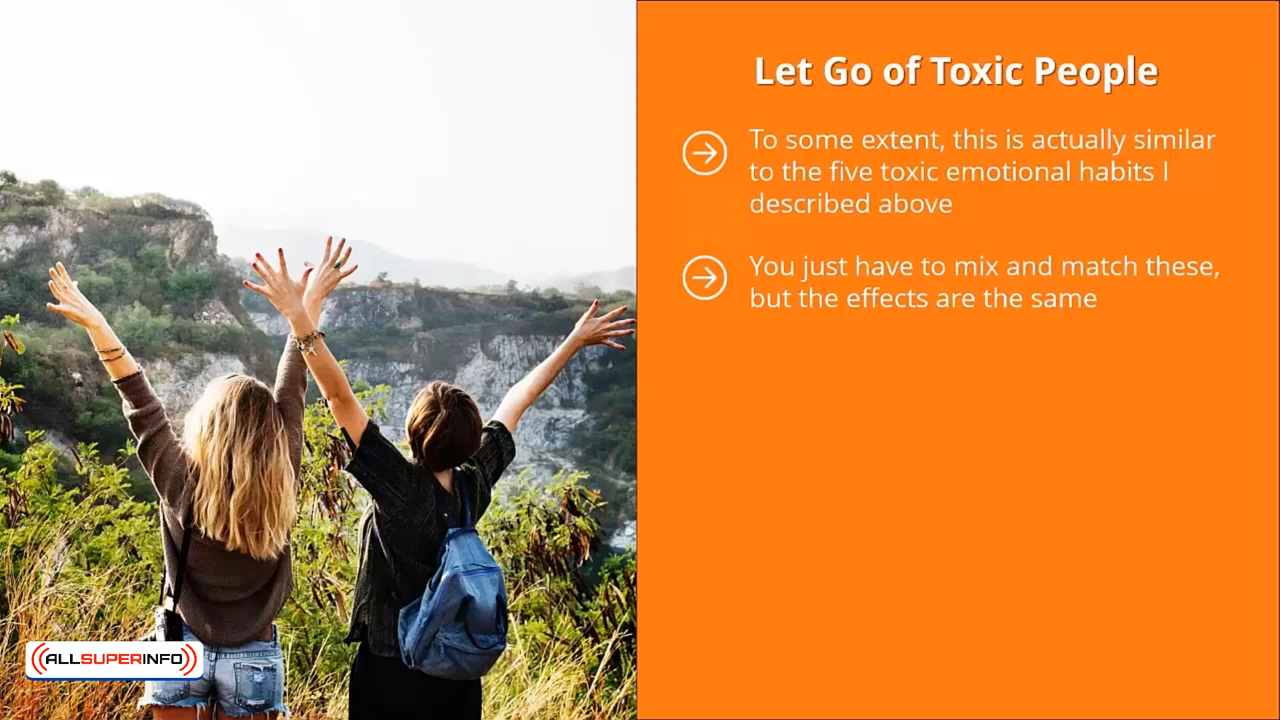 Let Go of Toxic People
To some extent, this is actually similar
to the five toxic emotional habits I
described above
You just have to mix and match these,
but the effects are the same
ALLSUPERINFO